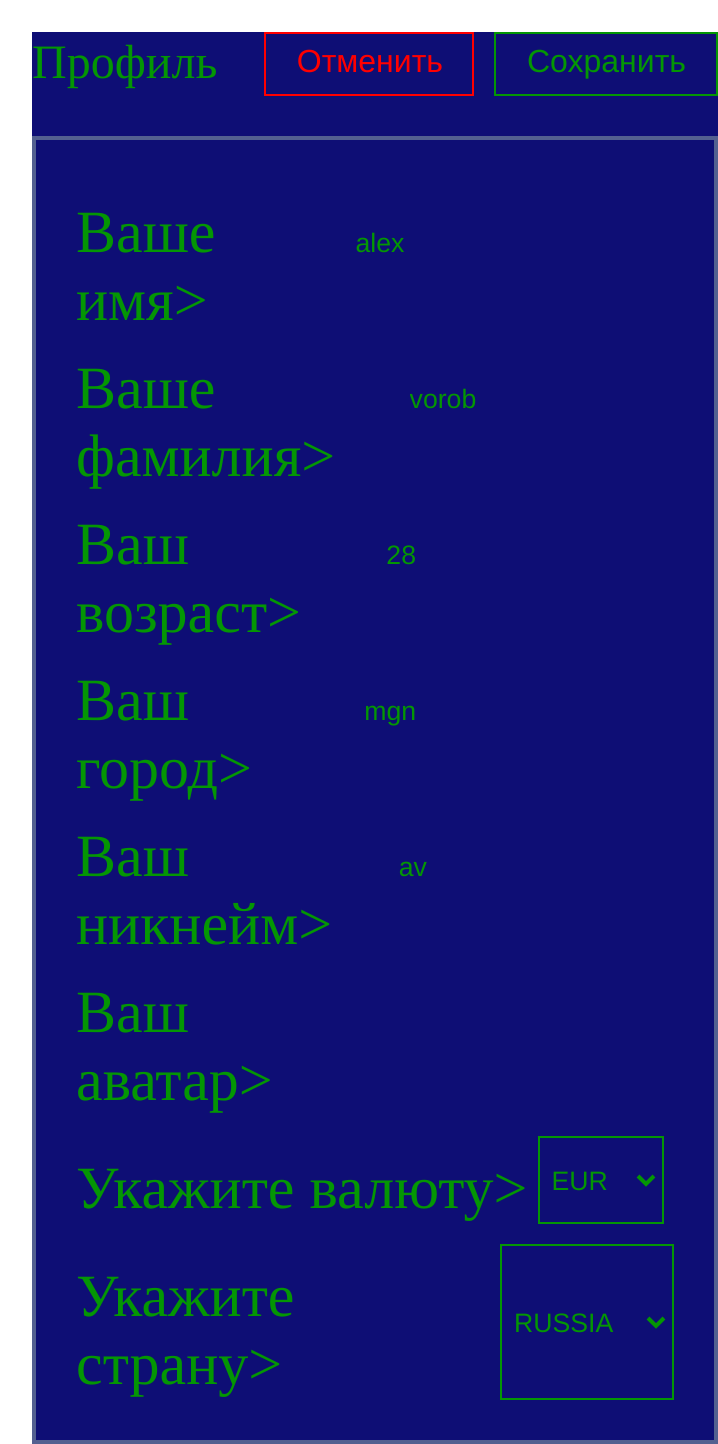 Профиль Отменить Сохранить
Ваше alex
имя>
Ваше vorob
фамилия>
Ваш 28
возраст>
Ваш mgn
город>
Ваш av
никнейм>
Ваш
аватар>
Укажите валюту> EUR
Укажите
страну> RUSSIA